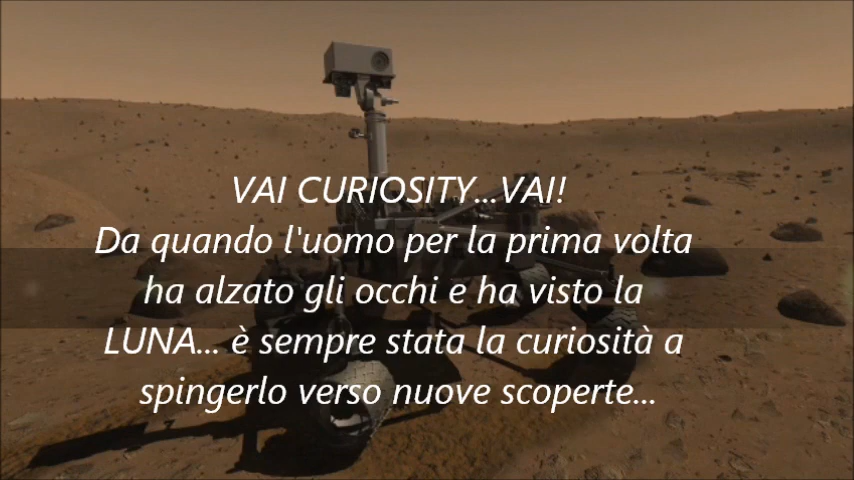 VAI CURIOSITY...VAI!
Da quando l'uomo per la prima volta
ha alzato gli occhi e ha visto la
LUNA... è sempre stata la curiosità a
spingerlo verso nuove scoperte...